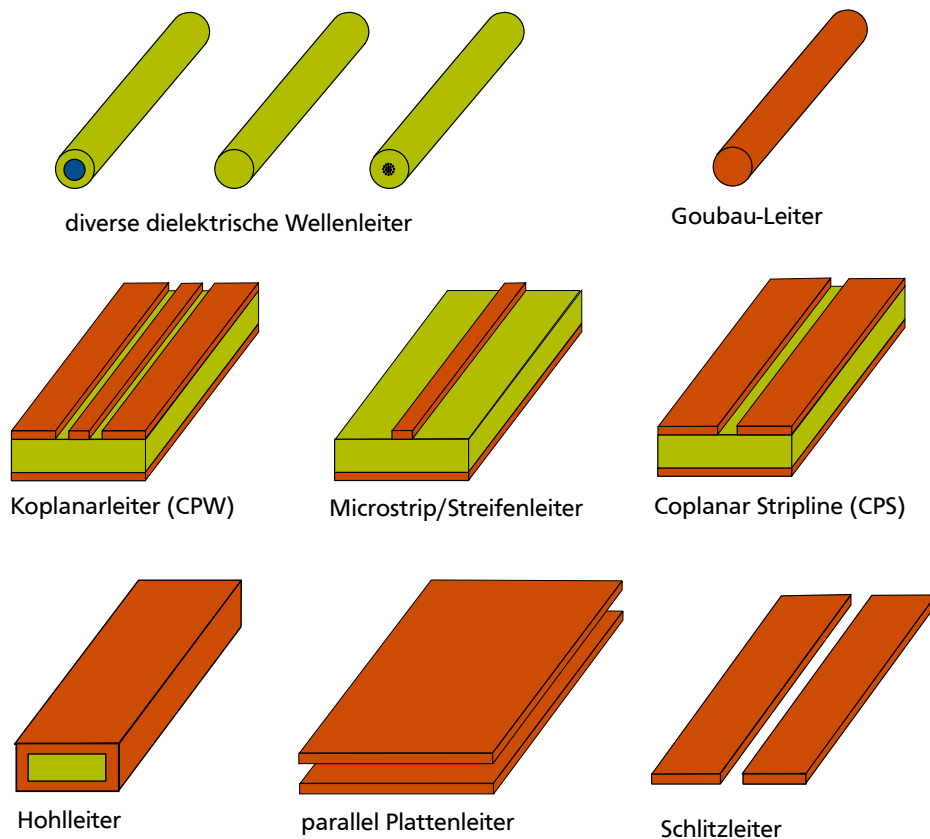 diverse dielektrische Wellenleiter
Goubau-Leiter
Koplanarleiter (CPW)
Microstrip/Streifenleiter
Coplanar Stripline (CPS)
Hohlleiter
parallel Plattenleiter
Schlitzleiter